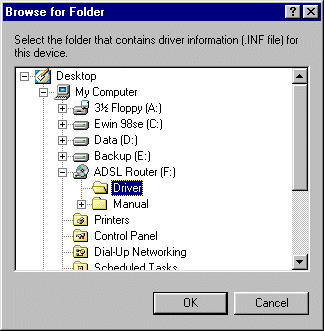 Browse for Folder
Select the folder that contains driver information (.INF file) for
this device.
Desktop
My Computer
3½ Floppy (A:)
Ewin 98se (C:)
Data (D:)
Backup (E:)
ADSL Router (F:)
Driver
Manual
Printers
Control Panel
Dial-Up Networking
Scheduled Tasks
OK
Cancel